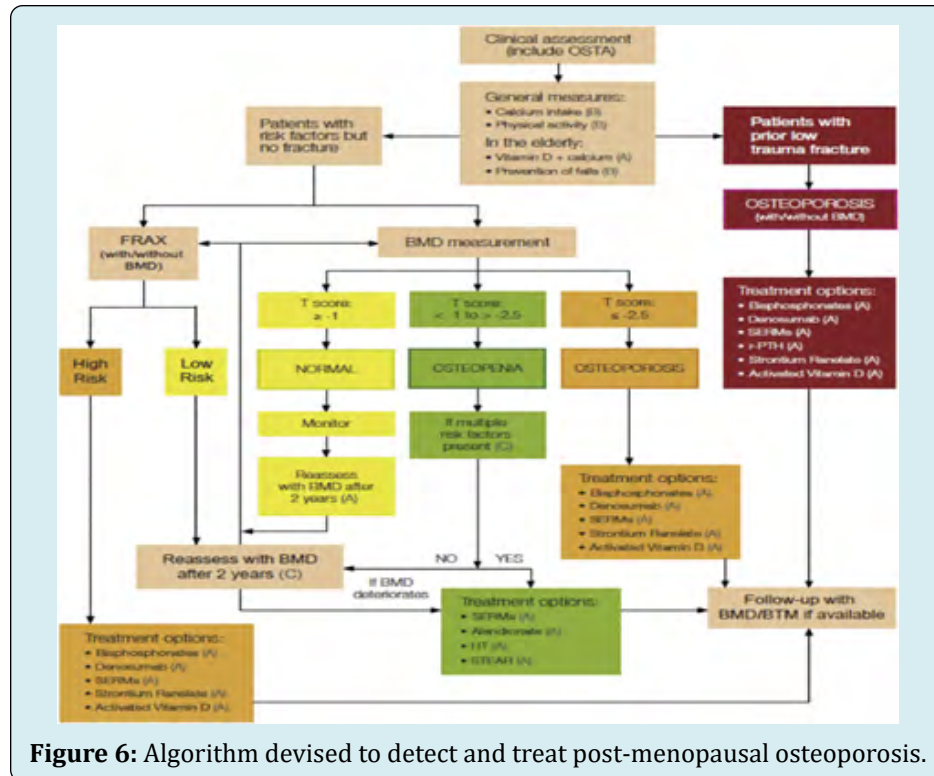 Clinical assessment
(include OSTA)
General measures:
• Calcium intake (B)
• Physical activity (B)
In the elderly:
• Vitamin D + calcium (A)
• Prevention of falls (B)
Patients with
risk factors but
no fracture
Patients with
prior low
trauma fracture
OSTEOPOROSIS
(with/without BMD)
FRAX
(with/without
BMD)
BMD measurement
T score:
≥ -1
T score:
< -1 to > -2.5
T score:
≤ -2.5
Treatment options:
• Bisphosphonates (A)
• Denosumab (A)
• SERMs (A)
• r-PTH (A)
• Strontium Ranelate (A)
• Activated Vitamin D (A)
High
Risk
Low
Risk
NORMAL
OSTEOPENIA
OSTEOPOROSIS
Monitor
If multiple
risk factors
present (C)
Reassess
with BMD after
2 years (A)
Treatment options:
• Bisphosphonates (A)
• Denosumab (A)
• SERMs (A)
• Strontium Ranelate (A)
• Activated Vitamin D (A)
Reassess with BMD
after 2 years (C)
NO
YES
If BMD
deteriorates
Treatment options:
• SERMs (A)
• Alendronate (A)
• HT (A)
• STEAR (A)
Follow-up with
BMD/BTM if available
Treatment options:
• Bisphosphonates (A)
• Denosumab (A)
• SERMs (A)
• Strontium Ranelate (A)
• Activated Vitamin D (A)
Figure 6: Algorithm devised to detect and treat post-menopausal osteoporosis.